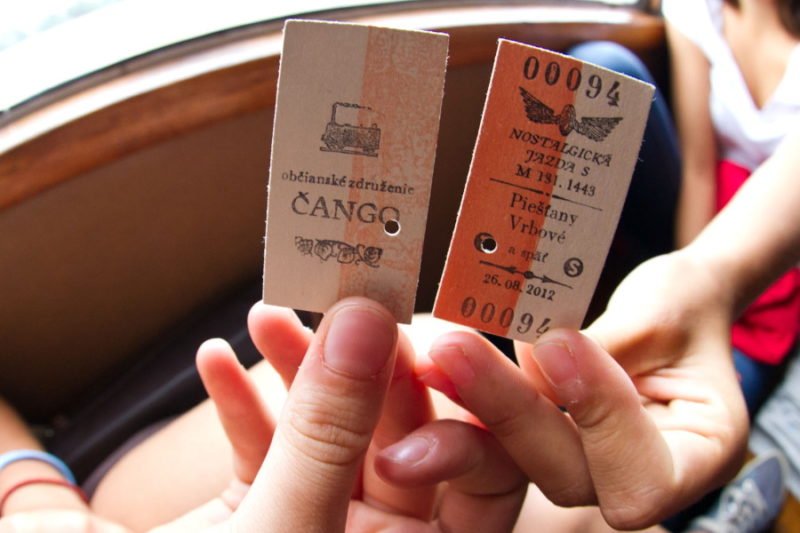 občianské združenie
ČANGO
00094
NOSTALGICKÁ
JAZDA S
M 131.1443
Piešťany
Vrbové
a späť
S
26.08.2012
00094